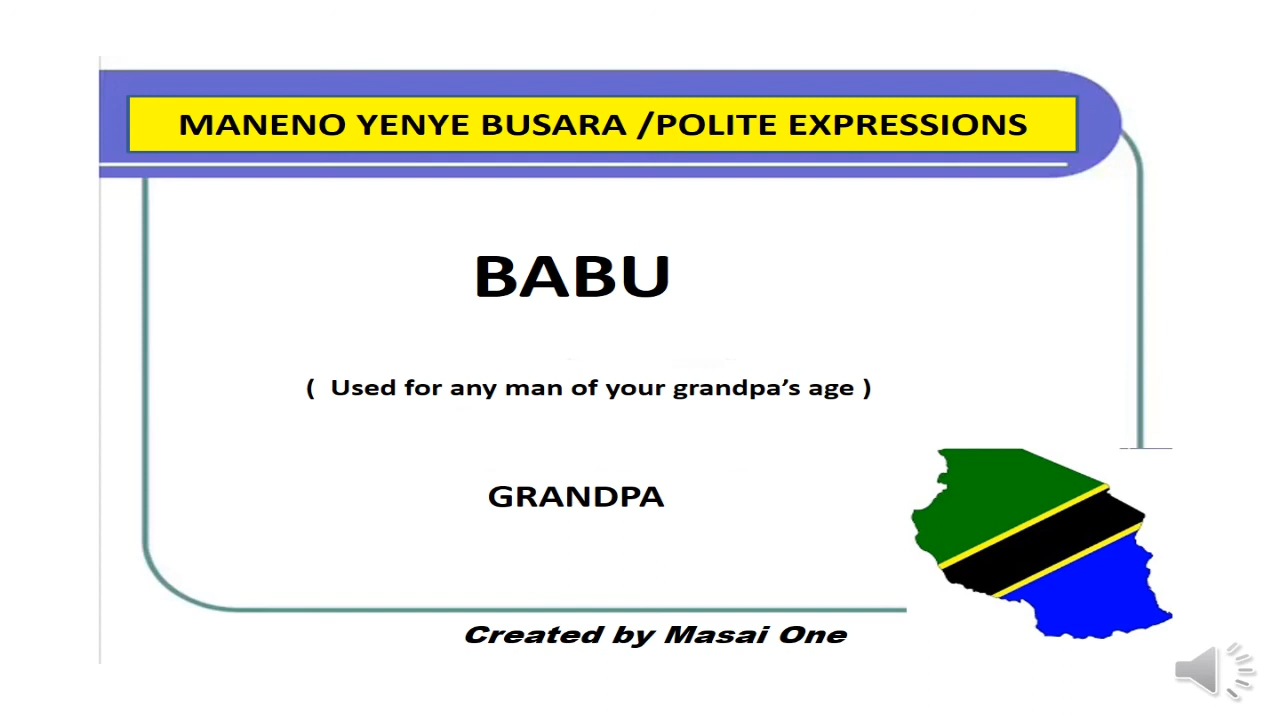 MANENO YENYE BUSARA /POLITE EXPRESSIONS
BABU
( Used for any man of your grandpa’s age )
GRANDPA
Created by Masai One